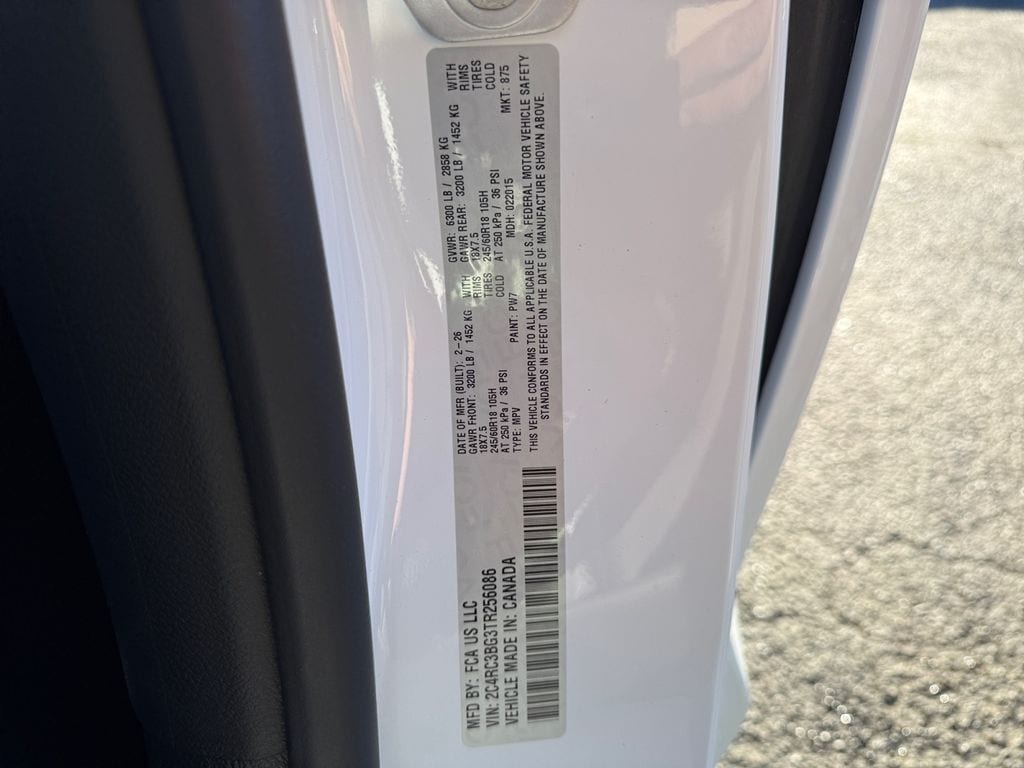 MFD BY: FCA US LLC
VIN: 2C4RC3BG3TR256086
VEHICLE MADE IN: CANADA
DATE OF MFR (BUILT): 2-26 GVWR: 6300 LB / 2858 KG
GAWR FRONT: 3200 LB / 1452 KG WITH GAWR REAR: 3200 LB / 1452 KG WITH
18X7.5 RIMS 18X7.5 RIMS
245/60R18 105H TIRES 245/60R18 105H TIRES
AT 250 kPa / 36 PSI COLD AT 250 kPa / 36 PSI COLD
TYPE: MPV PAINT: PW7 MDH: 022015 MKT: 875
THIS VEHICLE CONFORMS TO ALL APPLICABLE U.S.A. FEDERAL MOTOR VEHICLE SAFETY
STANDARDS IN EFFECT ON THE DATE OF MANUFACTURE SHOWN ABOVE.